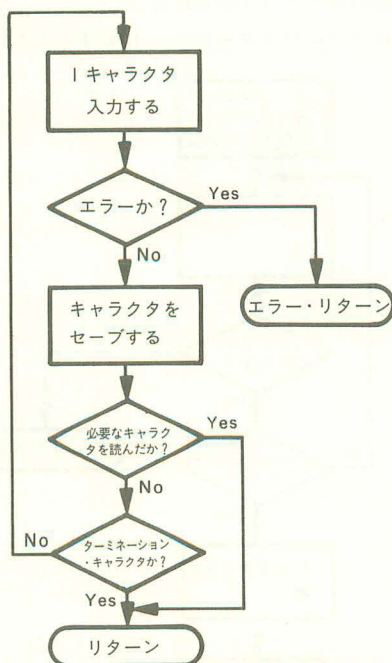 1キャラクタ
入力する
エラーか？
Yes
No
エラー・リターン
キャラクタを
セーブする
必要なキャラク
タを読んだか？
Yes
No
ターミネーション
・キャラクタか？
No
Yes
リターン